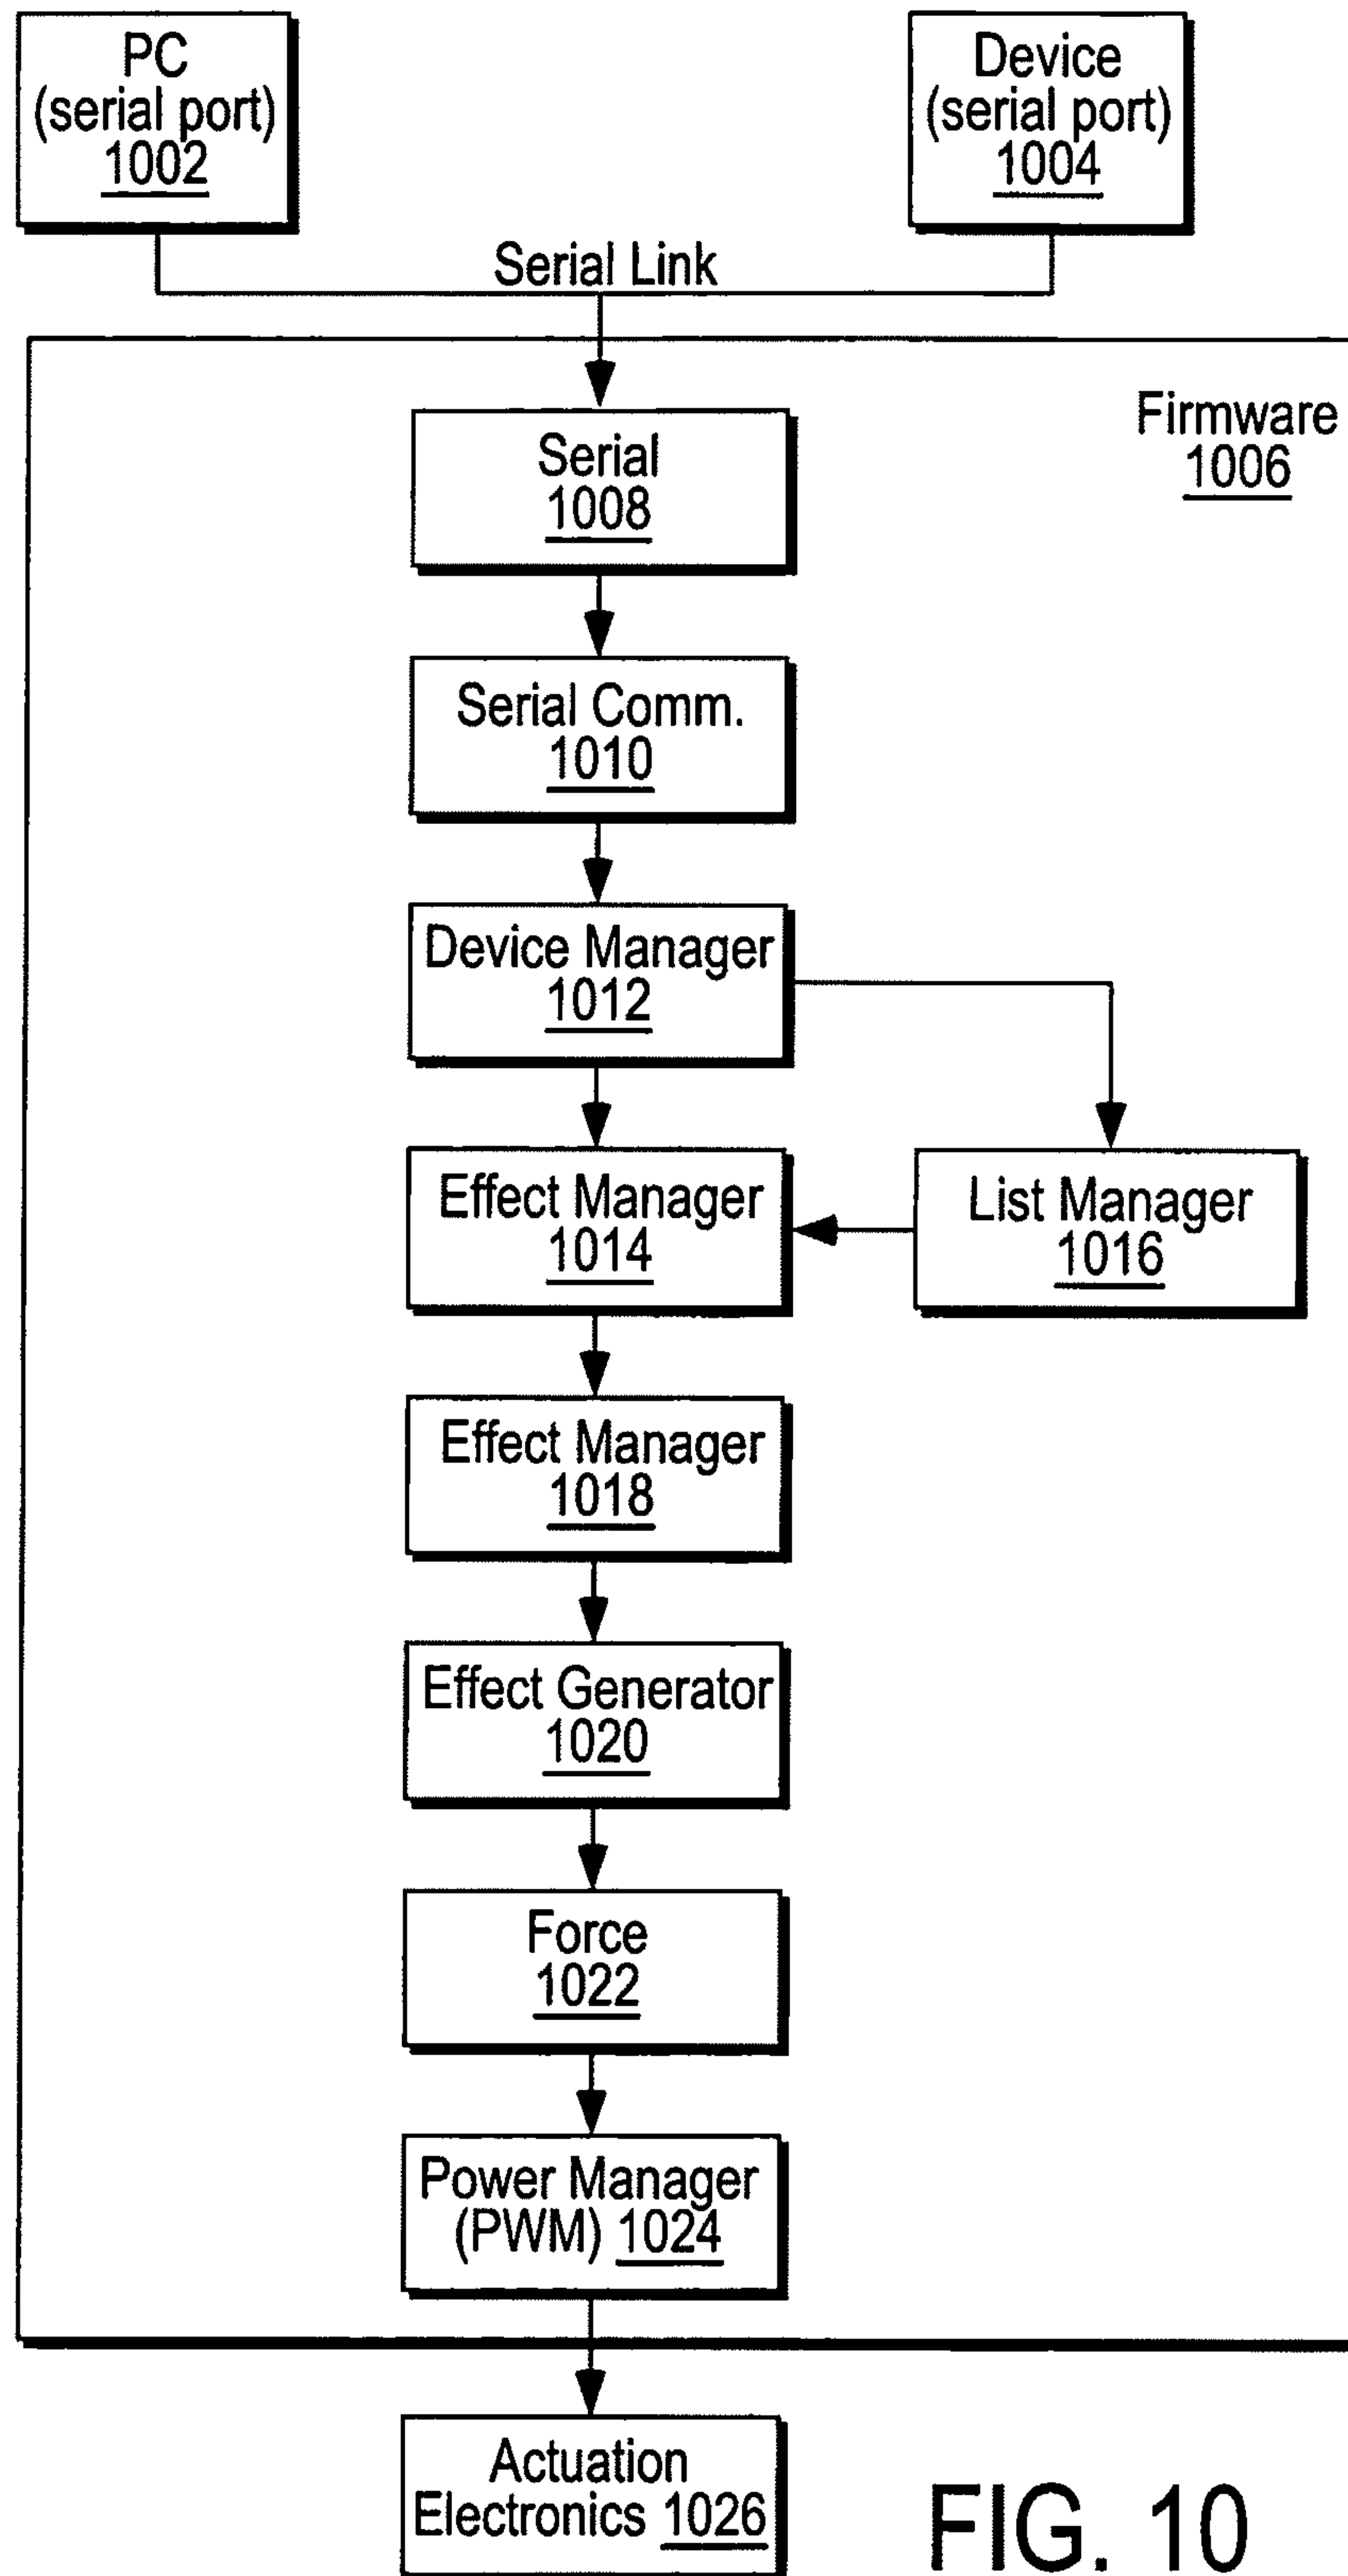 PC
(serial port)
1002
Device
(serial port)
1004
Serial Link
Firmware
1006
Serial
1008
Serial Comm.
1010
Device Manager
1012
Effect Manager
1014
List Manager
1016
Effect Manager
1018
Effect Generator
1020
Force
1022
Power Manager
(PWM) 1024
Actuation
Electronics 1026
FIG. 10